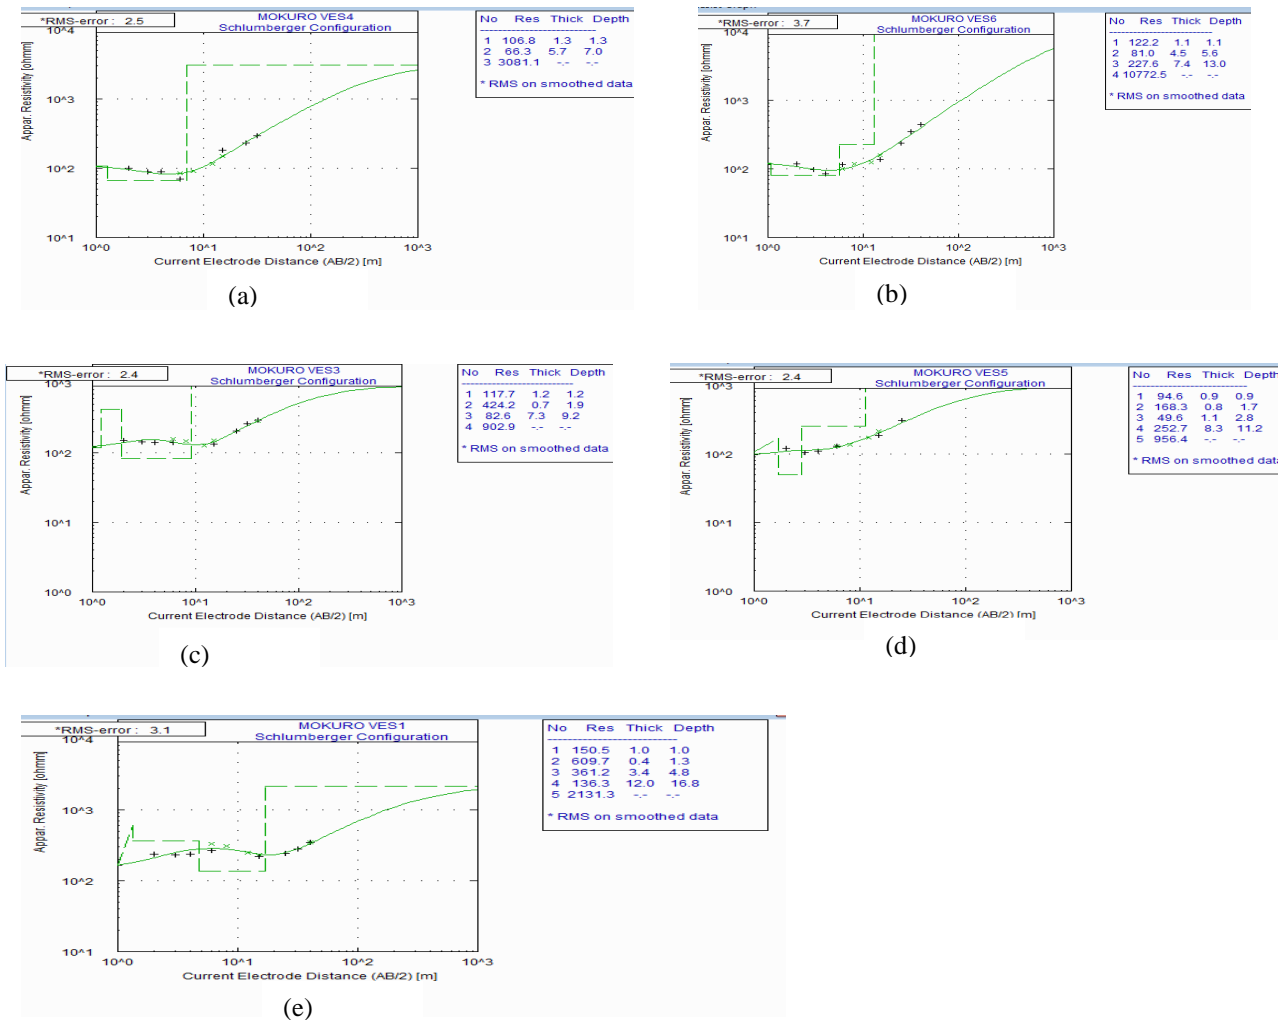 *RMS-error : 2.5
MOKURO VES4
Schlumberger Configuration
No Res Thick Depth
1 106.8 1.3 1.3
2 66.3 5.7 7.0
3 3081.1 -.- -.-
* RMS on smoothed data
Appar. Resistivity [ohmm]
10^4
10^3
10^2
10^1
10^0 10^1 10^2 10^3
Current Electrode Distance (AB/2) [m]
(a)
*RMS-error : 3.7
MOKURO VES6
Schlumberger Configuration
No Res Thick Depth
1 122.2 1.1 1.1
2 81.0 4.5 5.6
3 227.6 7.4 13.0
4 10772.5 -.- -.-
* RMS on smoothed data
Appar. Resistivity [ohmm]
10^4
10^3
10^2
10^1
10^0 10^1 10^2 10^3
Current Electrode Distance (AB/2) [m]
(b)
*RMS-error : 2.4
MOKURO VES3
Schlumberger Configuration
No Res Thick Depth
1 117.7 1.2 1.2
2 424.2 0.7 1.9
3 82.6 7.3 9.2
4 902.9 -.- -.-
* RMS on smoothed data
Appar. Resistivity [ohmm]
10^3
10^2
10^1
10^0
10^0 10^1 10^2 10^3
Current Electrode Distance (AB/2) [m]
(c)
*RMS-error : 2.4
MOKURO VES5
Schlumberger Configuration
No Res Thick Depth
1 94.6 0.9 0.9
2 168.3 0.8 1.7
3 49.6 1.1 2.8
4 252.7 8.3 11.2
5 956.4 -.- -.-
* RMS on smoothed data
Appar. Resistivity [ohmm]
10^3
10^2
10^1
10^0
10^0 10^1 10^2 10^3
Current Electrode Distance (AB/2) [m]
(d)
*RMS-error : 3.1
MOKURO VES1
Schlumberger Configuration
No Res Thick Depth
1 150.5 1.0 1.0
2 609.7 0.4 1.3
3 361.2 3.4 4.8
4 136.3 12.0 16.8
5 2131.3 -.- -.-
* RMS on smoothed data
Appar. Resistivity [ohmm]
10^4
10^3
10^2
10^1
10^0 10^1 10^2 10^3
Current Electrode Distance (AB/2) [m]
(e)